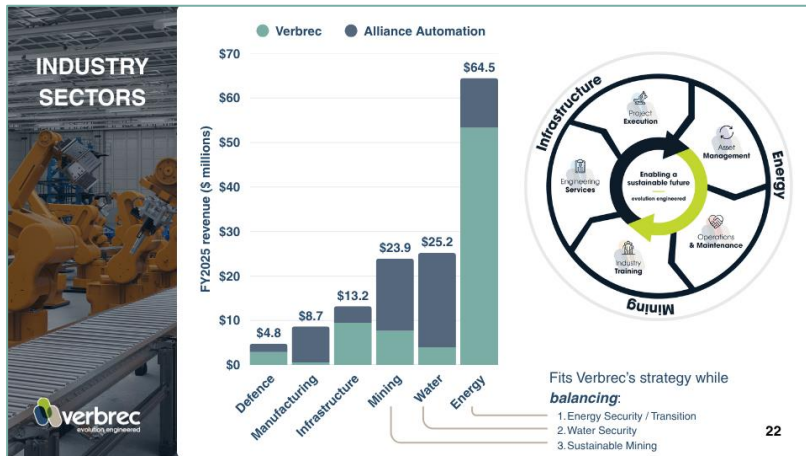 INDUSTRY
SECTORS
verbrec
evolution engineered
Verbrec
Alliance Automation
FY2025 revenue ($ millions)
$70
$60
$50
$40
$30
$20
$10
$0
$4.8
$8.7
$13.2
$23.9
$25.2
$64.5
Defence
Manufacturing
Infrastructure
Mining
Water
Energy
Infrastructure
Energy
Mining
Project
Execution
Asset
Management
Operations
& Maintenance
Industry
Training
Engineering
Services
Enabling a
sustainable future
evolution engineered
Fits Verbrec's strategy while
balancing:
1. Energy Security / Transition
2. Water Security
3. Sustainable Mining
22